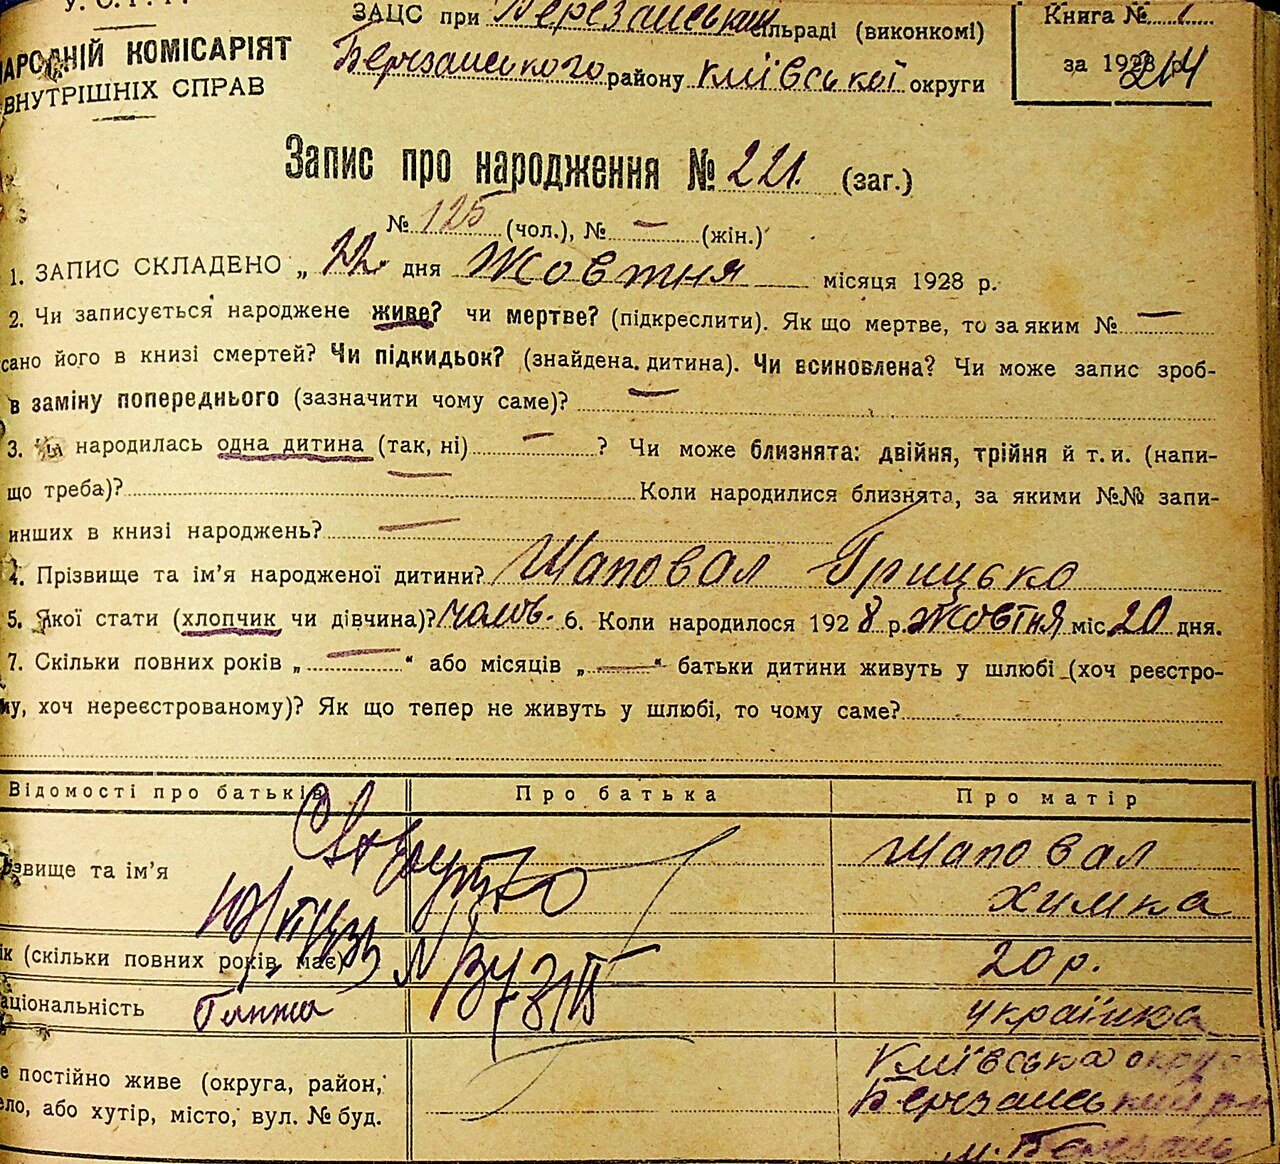 У. С. Р. Р.
НАРОДНІЙ КОМІСАРІЯТ
ВНУТРІШНІХ СПРАВ
ЗАЦС при Березанський сільраді (виконкомі)
Березанського району Київської округи
Книга № 1
за 1928 р.
214
Запис про народження № 221. (заг.)
№ 125 (чол.), № — (жін.)
1. ЗАПИС СКЛАДЕНО „ 22 дня Жовтня місяця 1928 р.
2. Чи записується народжене живе? чи мертве? (підкреслити). Як що мертве, то за яким № —
сано його в книзі смертей? Чи підкидьок? (знайдена дитина). Чи всиновлена? Чи може запис зроб-
в заміну попереднього (зазначити чому саме)? —
3. Чи народилась одна дитина (так, ні) — ? Чи може близнята: двійня, трійня й т. и. (напи-
що треба)? — Коли народилися близнята, за якими №№ запи-
инших в книзі народжень? —
4. Прізвище та ім’я народженої дитини? Шаповал Грицько
5. Якої стати (хлопчик чи дівчина)? чолов. 6. Коли народилося 1928 р. Жовтня міс. 20 дня.
7. Скільки повних років „ — “ або місяців „ — “ батьки дитини живуть у шлюбі (хоч реєстро-
му, хоч нереєстрованому)? Як що тепер не живуть у шлюбі, то чому саме?
Відомості про батьків Про батька Про матір
різвище та ім’я Шаповал
Химка
ік (скільки повних років має) 20 р.
аціональність українка
е постійно живе (округа, район, Київська округа
ело, або хутір, місто, вул. № буд. Березанський р-н
м. Березань